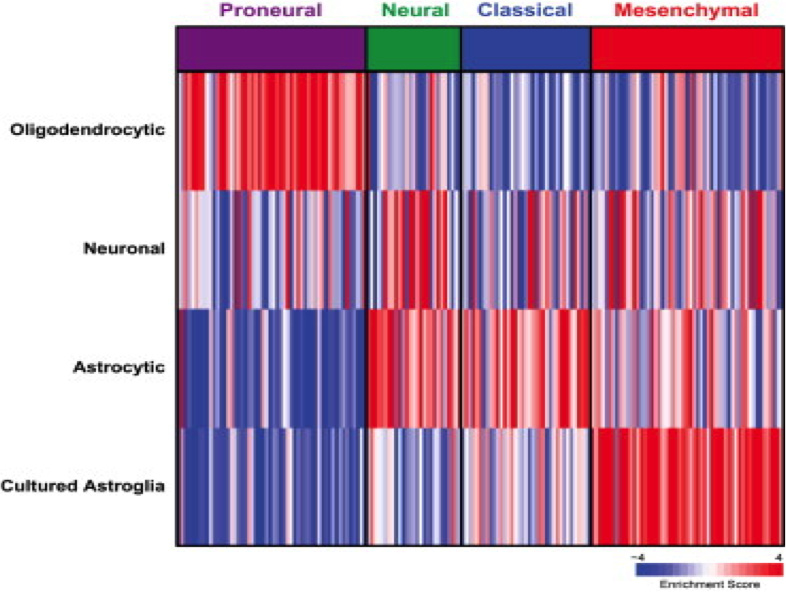 Proneural Neural Classical Mesenchymal
Oligodendrocytic
Neuronal
Astrocytic
Cultured Astroglia
−4 4
Enrichment Score